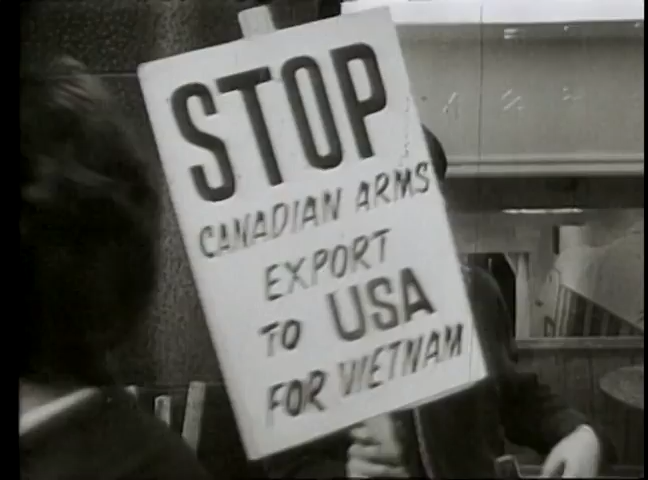 STOP
CANADIAN ARMS
EXPORT
TO USA
FOR VIETNAM